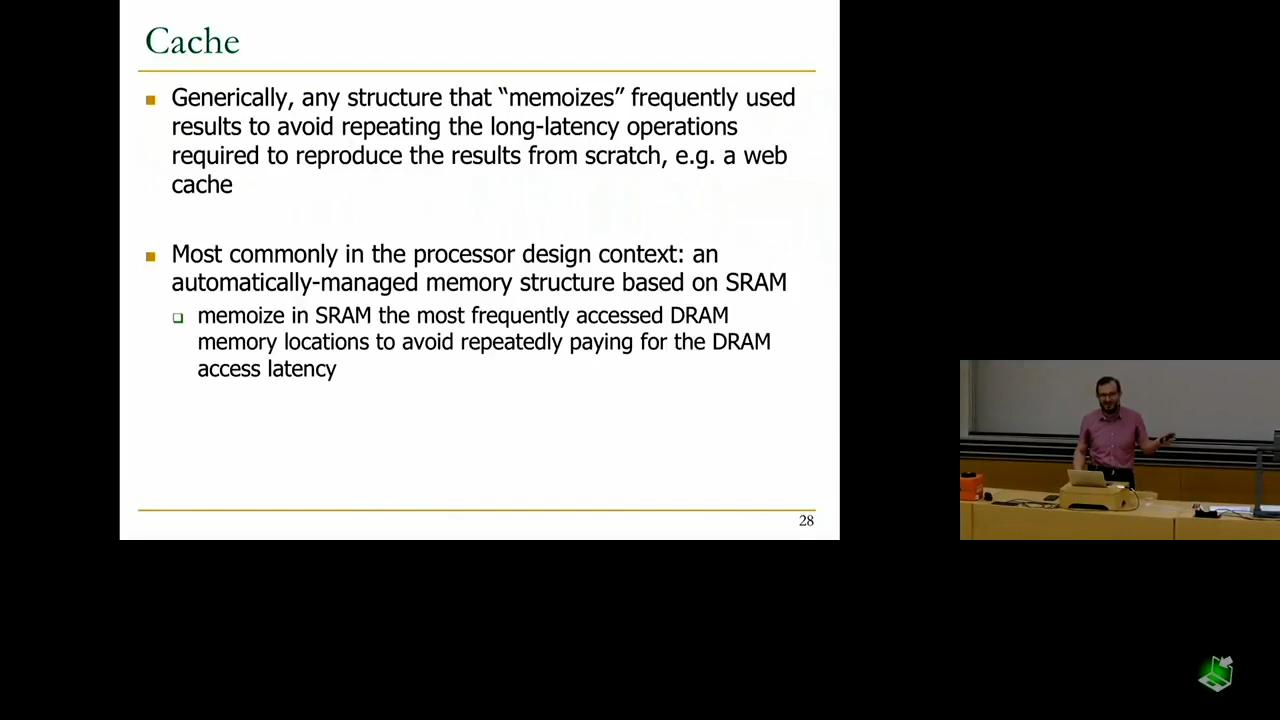 Cache
Generically, any structure that “memoizes” frequently used
results to avoid repeating the long-latency operations
required to reproduce the results from scratch, e.g. a web
cache
Most commonly in the processor design context: an
automatically-managed memory structure based on SRAM
memoize in SRAM the most frequently accessed DRAM
memory locations to avoid repeatedly paying for the DRAM
access latency
28